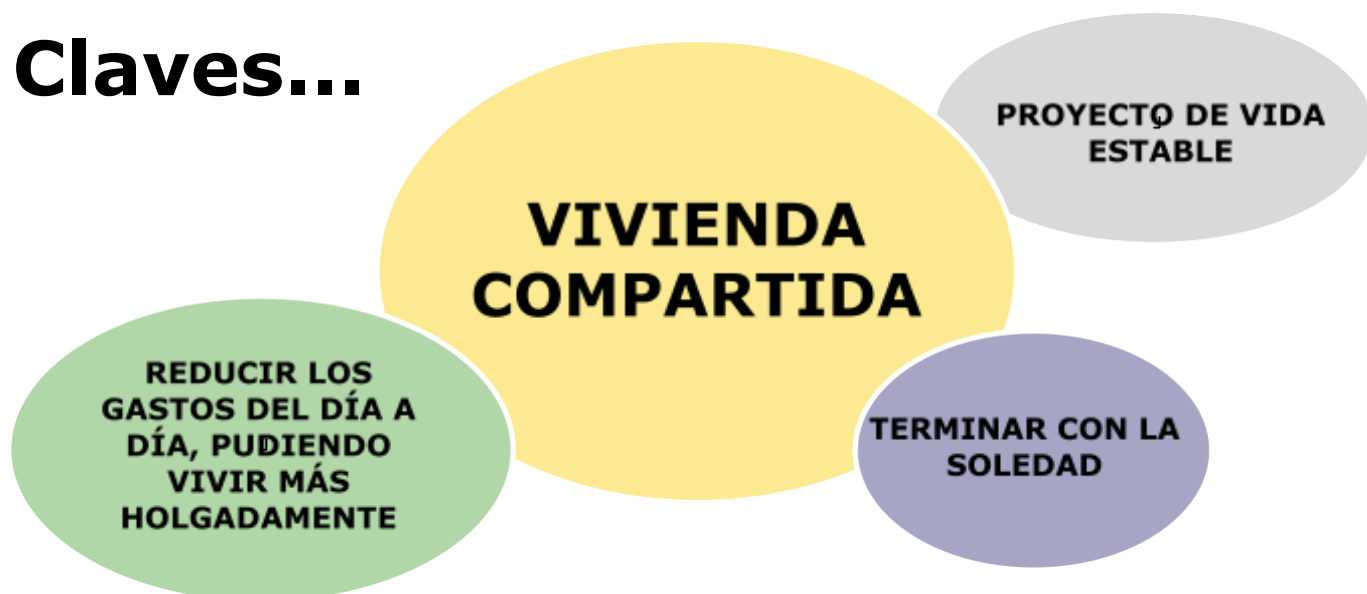 Claves...
PROYECTO DE VIDA
ESTABLE
VIVIENDA
COMPARTIDA
REDUCIR LOS
GASTOS DEL DÍA A
DÍA, PUDIENDO
VIVIR MÁS
HOLGADAMENTE
TERMINAR CON LA
SOLEDAD